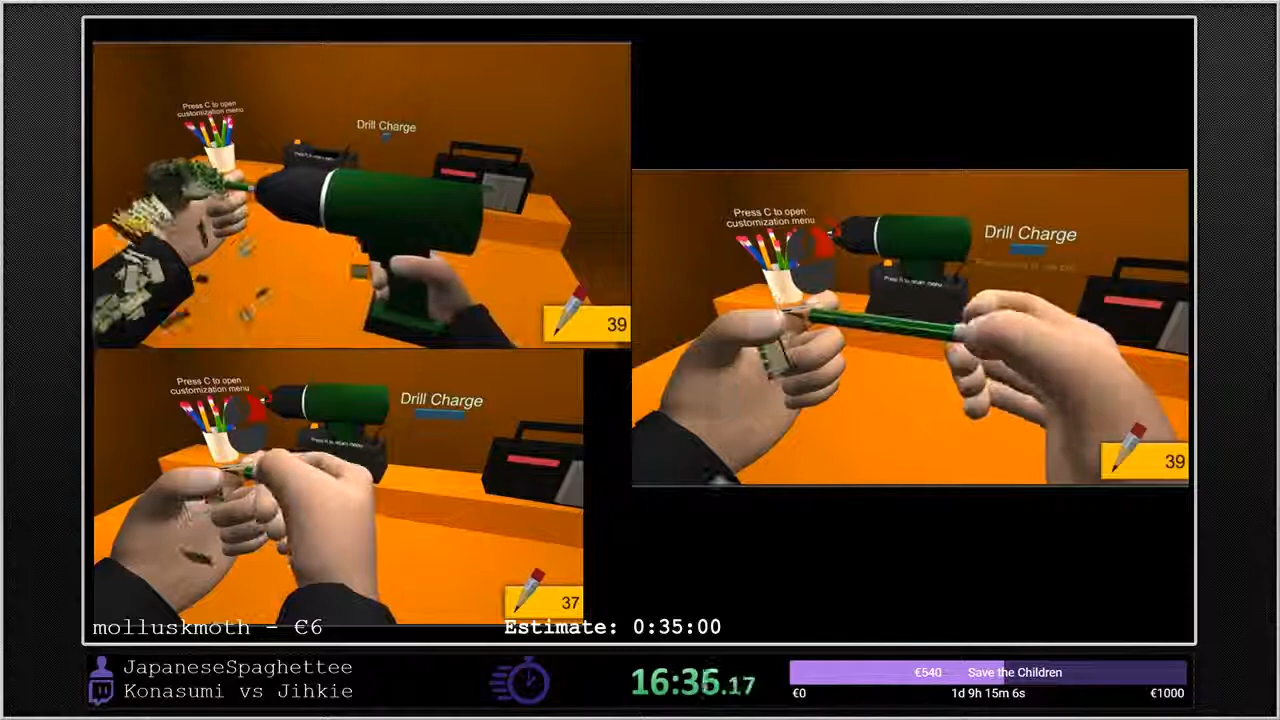 Press C to open
customization menu
Drill Charge
39
Press C to open
customization menu
Drill Charge
39
Press C to open
customization menu
Drill Charge
37
molluskmoth - €6
Estimate: 0:35:00
JapaneseSpaghettee
Konasumi vs Jihkie
16:36.17
€540 Save the Children
€0 1d 9h 15m 6s €1000